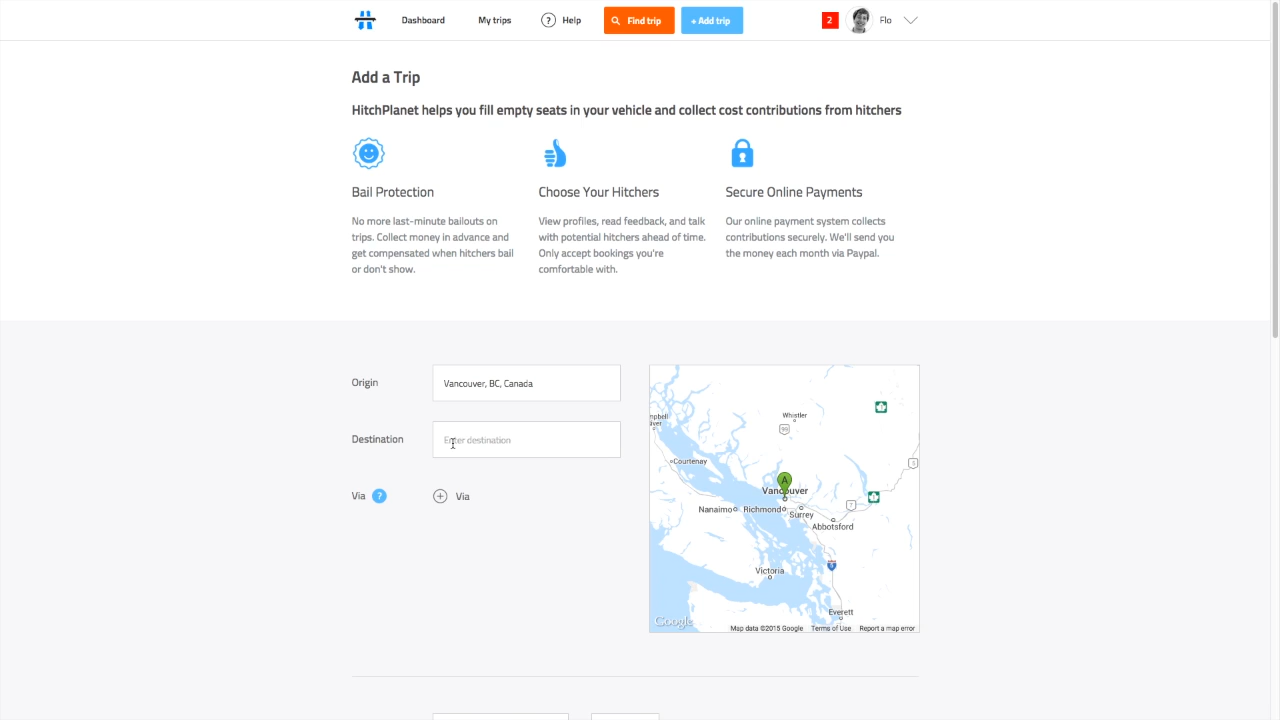 Dashboard
My trips
? Help
Find trip
+ Add trip
2
Flo
Add a Trip
HitchPlanet helps you fill empty seats in your vehicle and collect cost contributions from hitchers
Bail Protection
No more last-minute bailouts on
trips. Collect money in advance and
get compensated when hitchers bail
or don't show.
Choose Your Hitchers
View profiles, read feedback, and talk
with potential hitchers ahead of time.
Only accept bookings you're
comfortable with.
Secure Online Payments
Our online payment system collects
contributions securely. We'll send you
the money each month via Paypal.
Origin
Vancouver, BC, Canada
Destination
Enter destination
Via ?
Via
Whistler
99
Courtenay
5
A
Vancouver
Nanaimo
Richmond
Surrey
7
Abbotsford
Victoria
5
Everett
Google
Map data ©2015 Google
Terms of Use
Report a map error